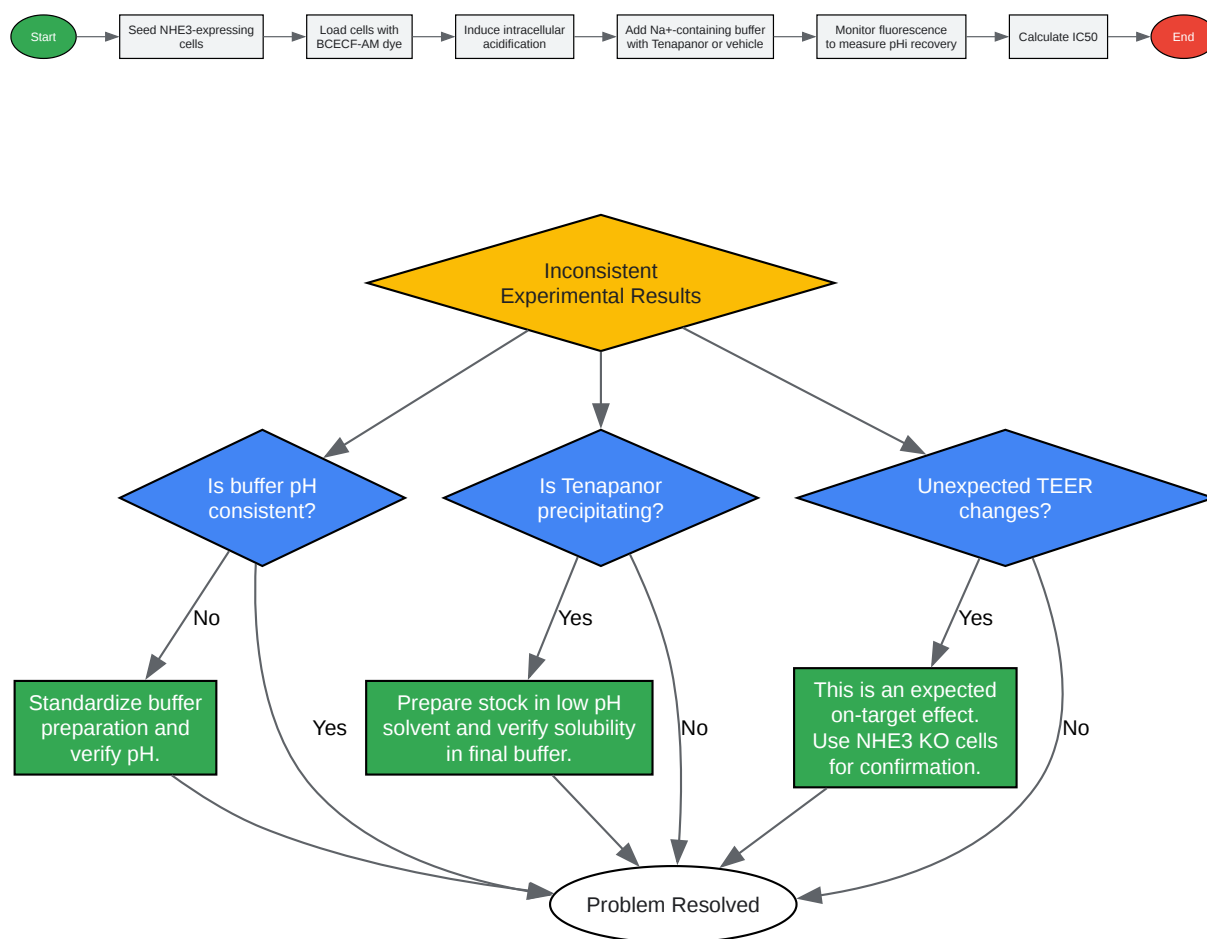 Start
Seed NHE3-expressing
cells
Load cells with
BCECF-AM dye
Induce intracellular
acidification
Add Na+-containing buffer
with Tenapanor or vehicle
Monitor fluorescence
to measure pHi recovery
Calculate IC50
End
Inconsistent
Experimental Results
Is buffer pH
consistent?
Is Tenapanor
precipitating?
Unexpected TEER
changes?
No
Yes
Yes
Standardize buffer
preparation and
verify pH.
Yes
Prepare stock in low pH
solvent and verify solubility
in final buffer.
No
This is an expected
on-target effect.
Use NHE3 KO cells
for confirmation.
No
Problem Resolved